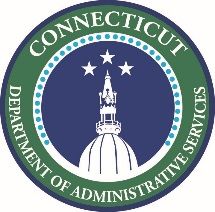 CONNECTICUT
DEPARTMENT OF ADMINISTRATIVE SERVICES